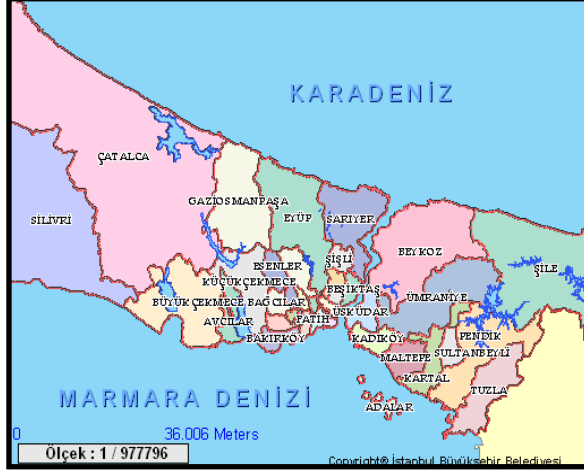 KARADENİZ
ÇATALCA
GAZİOSMANPAŞA
SİLİVRİ
EYÜP
SARIYER
BEYKOZ
ŞİŞLİ
ESENLER
ŞİLE
KÜÇÜKÇEKMECE
BEŞİKTAŞ
ÜMRANİYE
BÜYÜKÇEKMECE
BAĞCILAR
ÜSKÜDAR
AVCILAR
FATİH
BAKIRKÖY
KADIKÖY
PENDİK
MALTEPE
SULTANBEYLİ
KARTAL
TUZLA
MARMARA DENİZİ
ADALAR
0 36.006 Meters
Ölçek : 1 / 977796
Copyright® İstanbul Büyükşehir Belediyesi